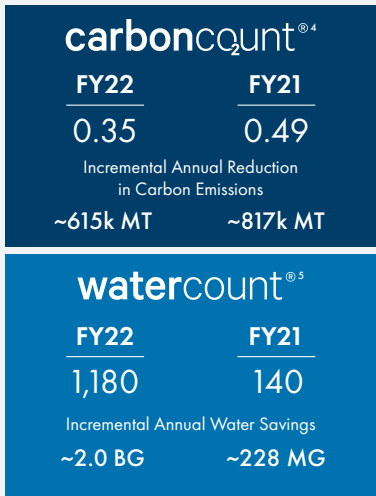 carbonco2unt® 4
FY22 FY21
0.35 0.49
Incremental Annual Reduction
in Carbon Emissions
~615k MT ~817k MT
watercount® 5
FY22 FY21
1,180 140
Incremental Annual Water Savings
~2.0 BG ~228 MG